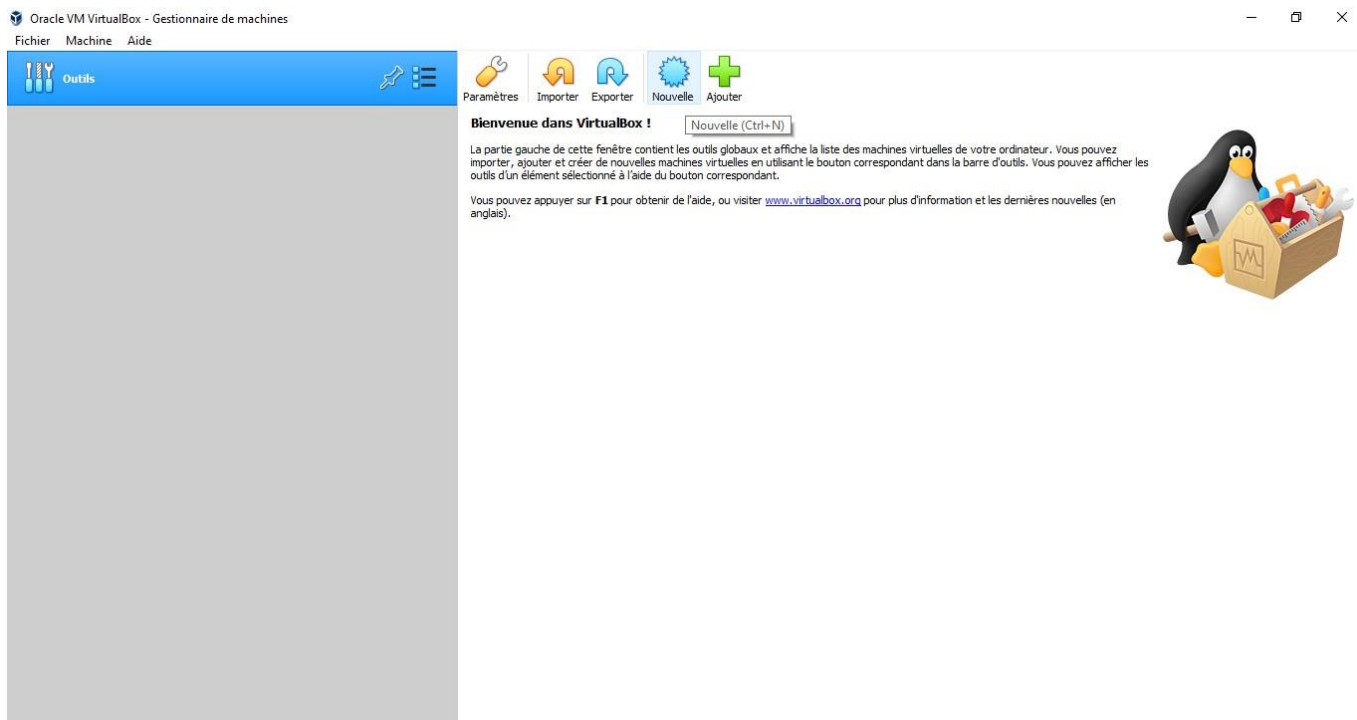 Oracle VM VirtualBox - Gestionnaire de machines
Fichier Machine Aide
Outils
Paramètres Importer Exporter Nouvelle Ajouter
Nouvelle (Ctrl+N)
Bienvenue dans VirtualBox !
La partie gauche de cette fenêtre contient les outils globaux et affiche la liste des machines virtuelles de votre ordinateur. Vous pouvez
importer, ajouter et créer de nouvelles machines virtuelles en utilisant le bouton correspondant dans la barre d'outils. Vous pouvez afficher les
outils d'un élément sélectionné à l'aide du bouton correspondant.
Vous pouvez appuyer sur F1 pour obtenir de l'aide, ou visiter www.virtualbox.org pour plus d'information et les dernières nouvelles (en
anglais).